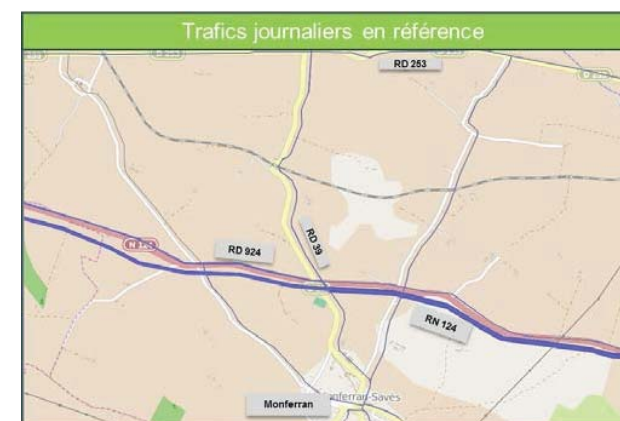 Trafics journaliers en référence
RD 253
RD 924
RD 39
RN 124
Monferran